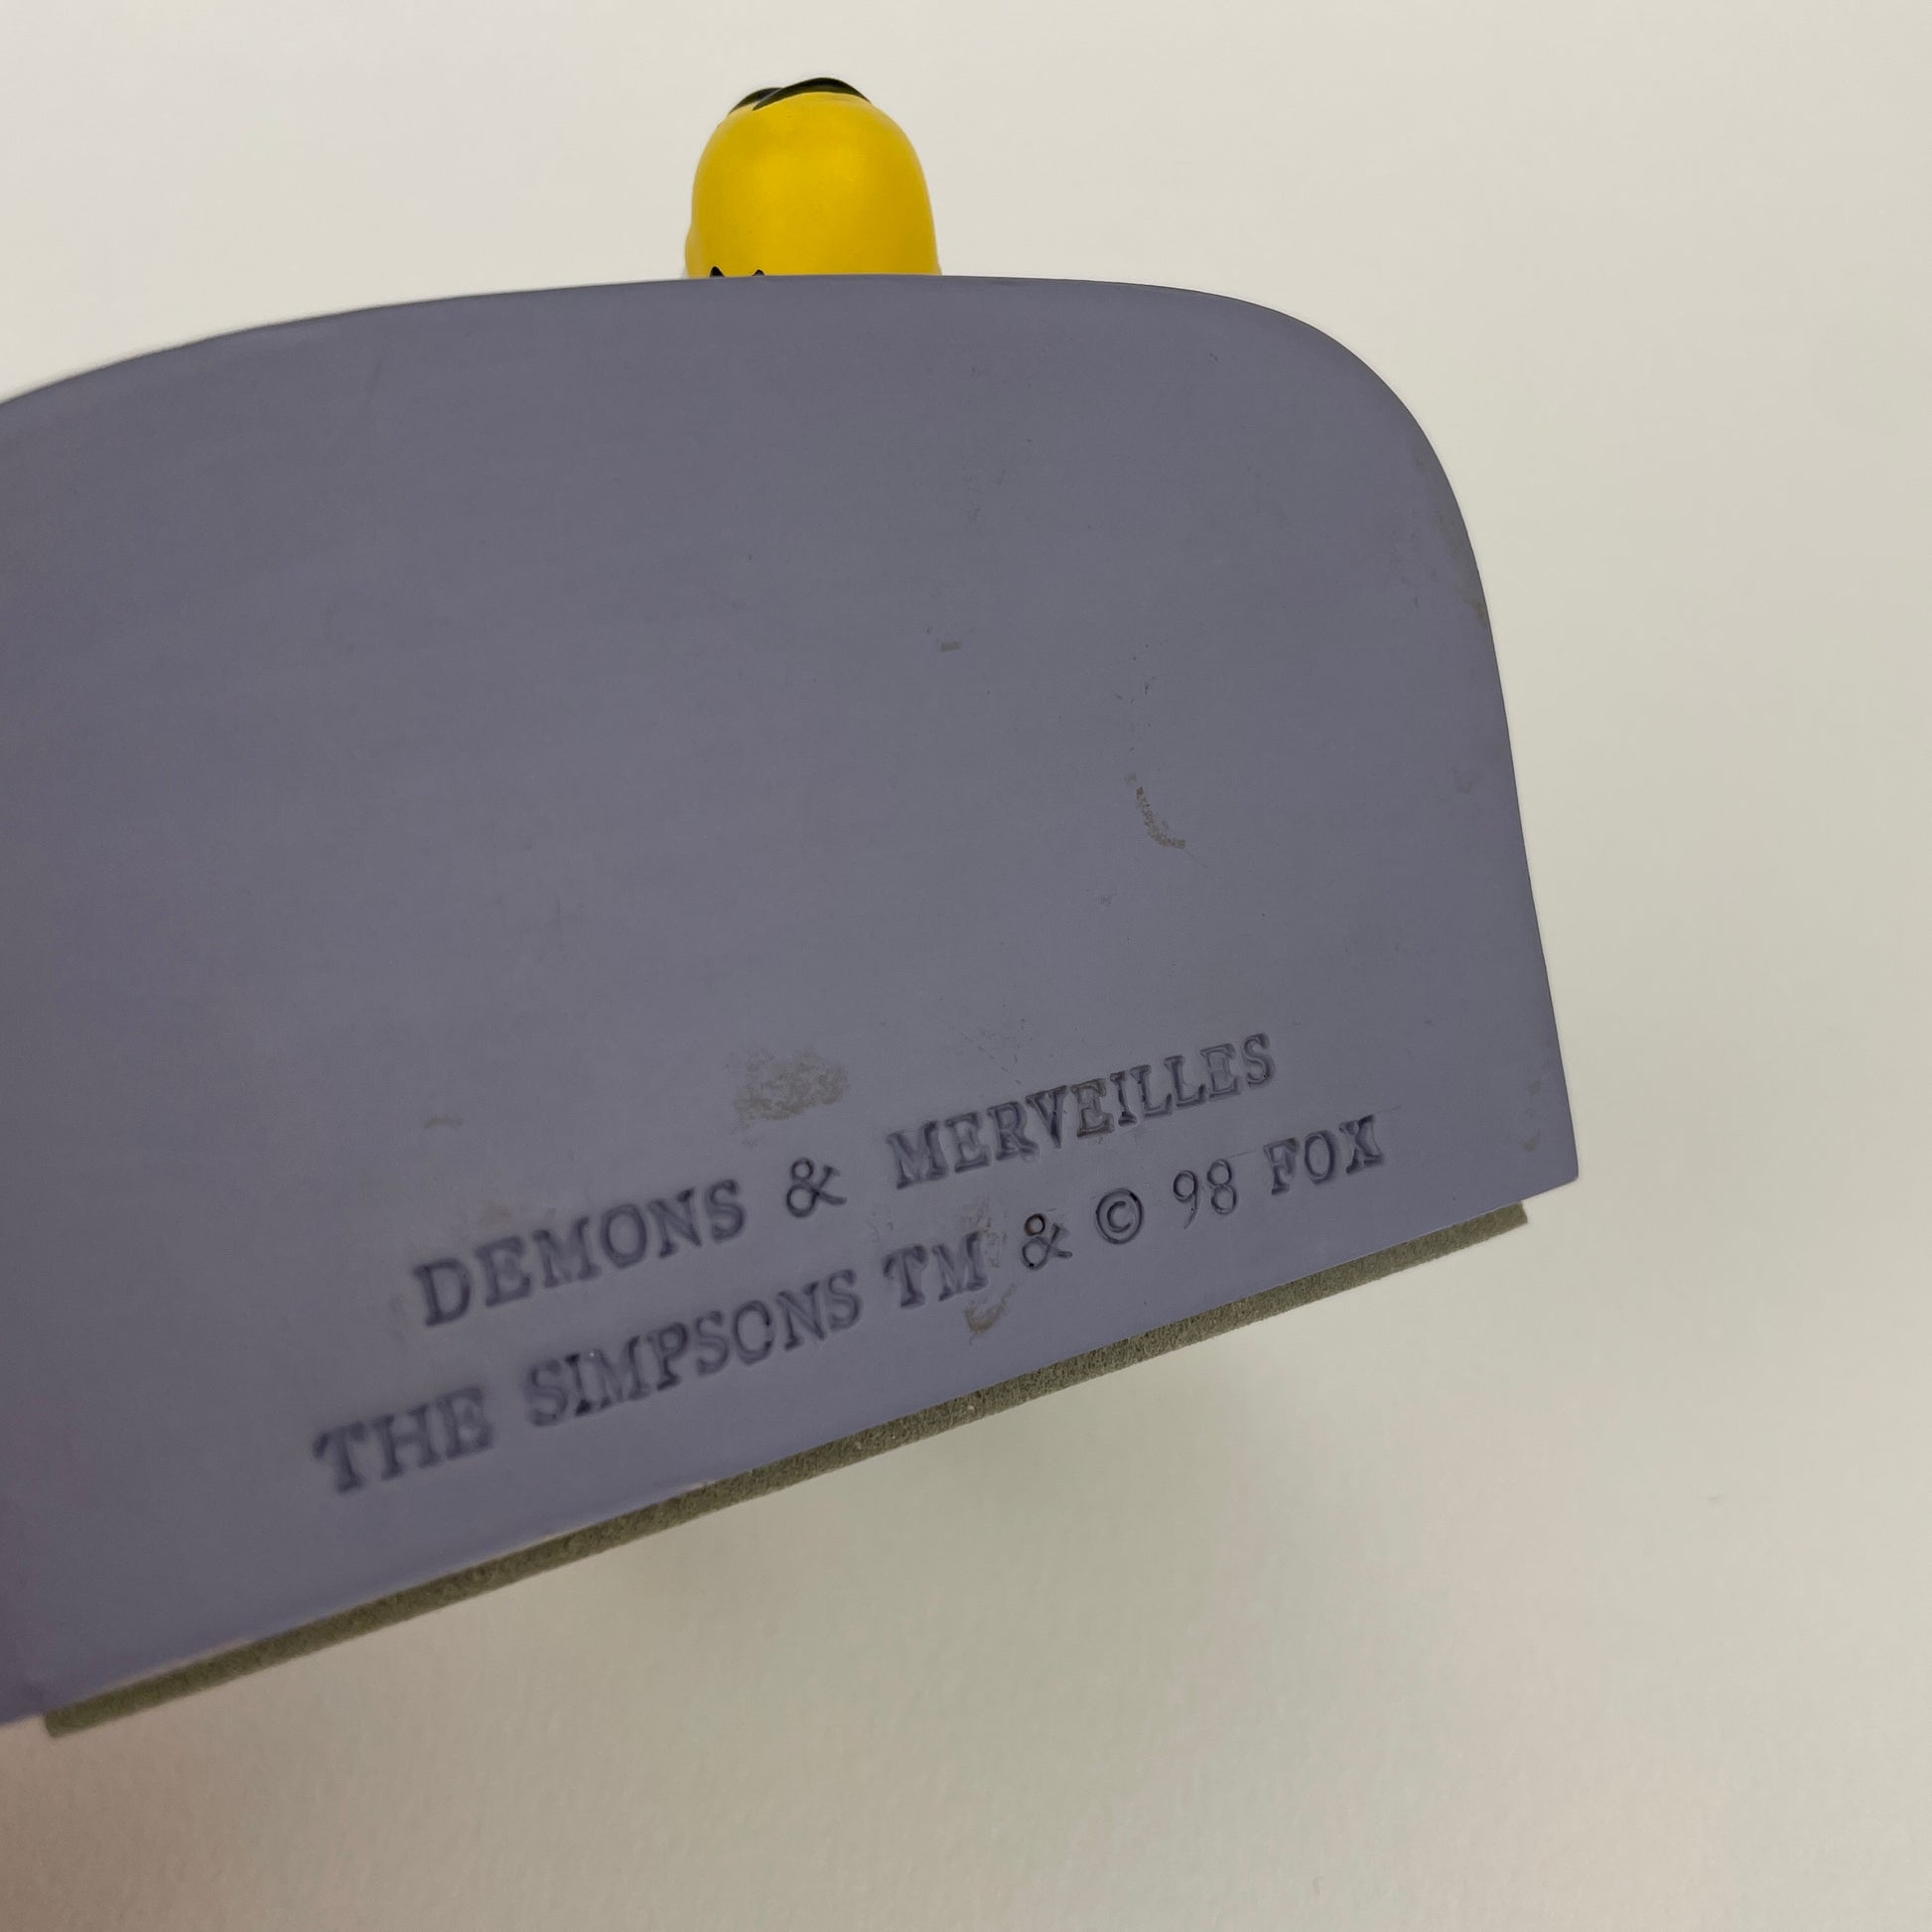 DEMONS & MERVEILLES
THE SIMPSONS TM & © 98 FOX